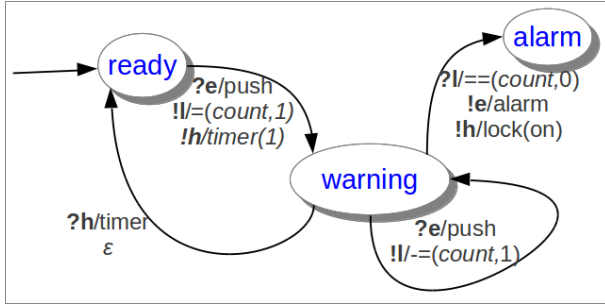 ready
?e/push
!l/=(count,1)
!h/timer(1)
alarm
?l/==(count,0)
!e/alarm
!h/lock(on)
warning
?h/timer
ε
?e/push
!l/-=(count,1)